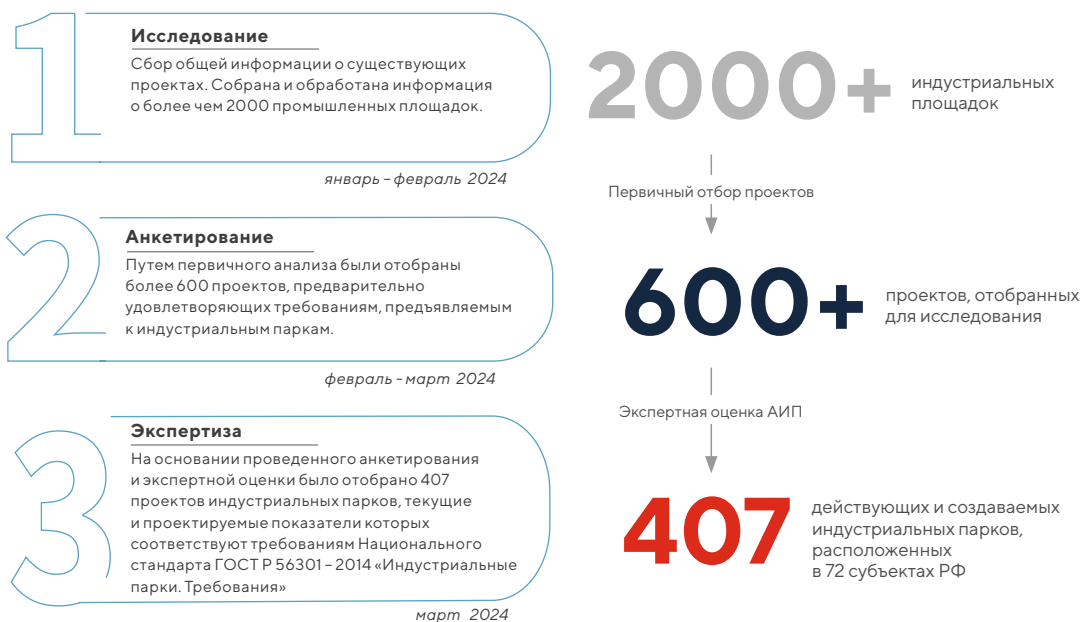 1
Исследование
Сбор общей информации о существующих
проектах. Собрана и обработана информация
о более чем 2000 промышленных площадок.
январь – февраль 2024
2
Анкетирование
Путем первичного анализа были отобраны
более 600 проектов, предварительно
удовлетворяющих требованиям, предъявляемым
к индустриальным паркам.
февраль - март 2024
3
Экспертиза
На основании проведенного анкетирования
и экспертной оценки было отобрано 407
проектов индустриальных парков, текущие
и проектируемые показатели которых
соответствуют требованиям Национального
стандарта ГОСТ Р 56301 – 2014 «Индустриальные
парки. Требования»
март 2024
2000+
индустриальных
площадок
Первичный отбор проектов
600+
проектов, отобранных
для исследования
Экспертная оценка АИП
407
действующих и создаваемых
индустриальных парков,
расположенных
в 72 субъектах РФ